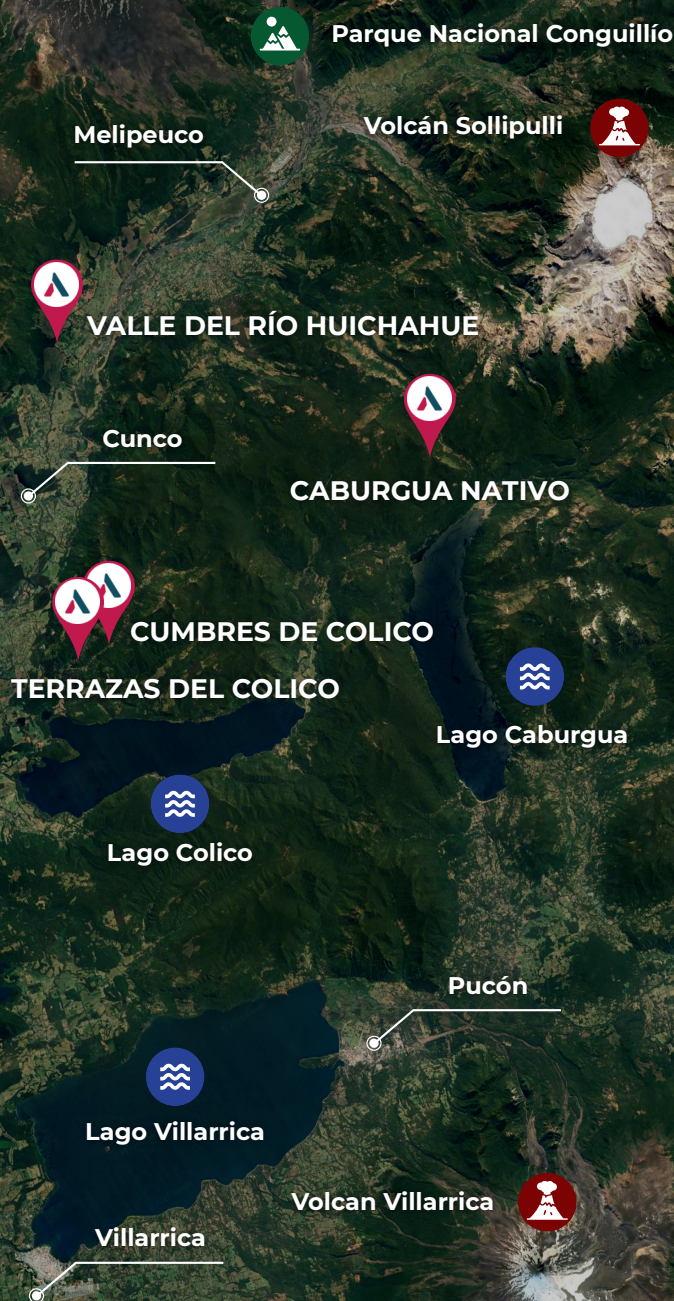 Parque Nacional Conguillío
Volcán Sollipulli
Melipeuco
VALLE DEL RÍO HUICHAHUE
Cunco
CABURGUA NATIVO
CUMBRES DE COLICO
TERRAZAS DEL COLICO
Lago Caburgua
Lago Colico
Pucón
Lago Villarrica
Volcan Villarrica
Villarrica